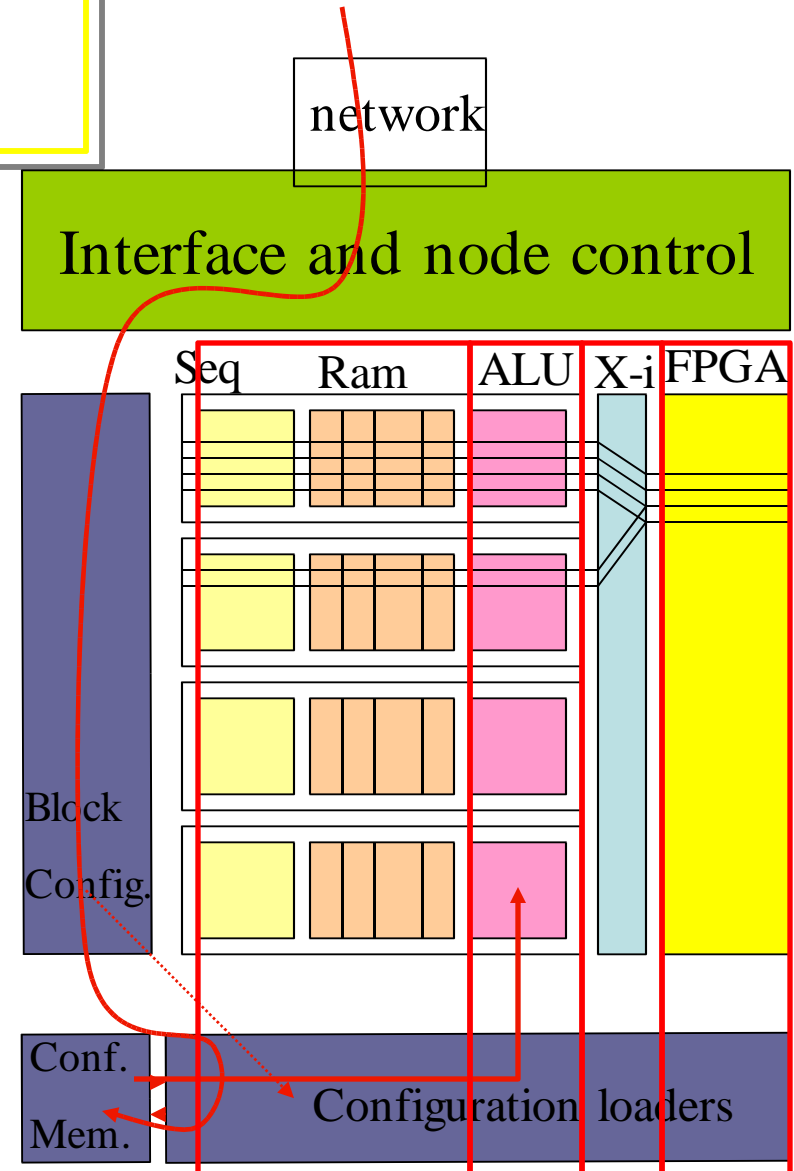 network
Interface and node control
Seq Ram ALU X-i FPGA
Block
Config.
Conf.
Configuration loaders
Mem.